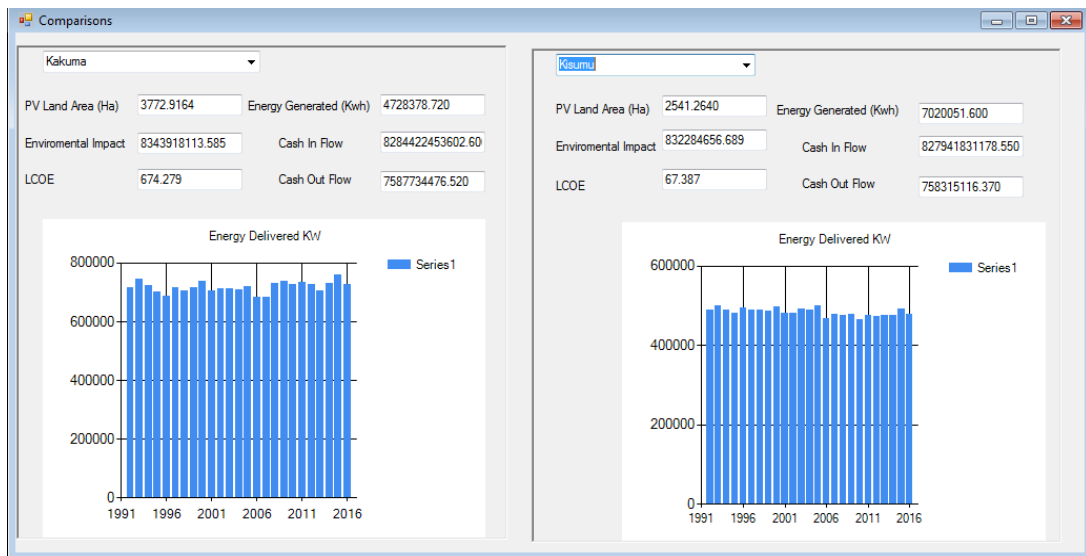 Comparisons
Kakuma
PV Land Area (Ha) 3772.9164 Energy Generated (Kwh) 4728378.720
Enviromental Impact 8343918113.585 Cash In Flow 8284422453602.60
LCOE 674.279 Cash Out Flow 7587734476.520
Energy Delivered KW
Series1
800000
600000
400000
200000
0
1991 1996 2001 2006 2011 2016
Kisumu
PV Land Area (Ha) 2541.2640 Energy Generated (Kwh) 7020051.600
Enviromental Impact 832284656.689 Cash In Flow 827941831178.550
LCOE 67.387 Cash Out Flow 758315116.370
Energy Delivered KW
Series1
600000
400000
200000
0
1991 1996 2001 2006 2011 2016